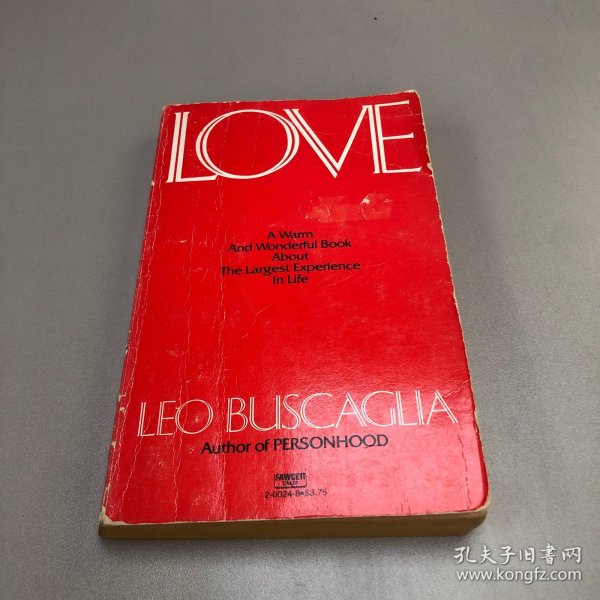 LOVE
A Warm
And Wonderful Book
About
The Largest Experience
In Life
LEO BUSCAGLIA
Author of PERSONHOOD
FAWCETT
CREST
2-0024-8•$3.75
孔夫子旧书网
www.kongfz.com